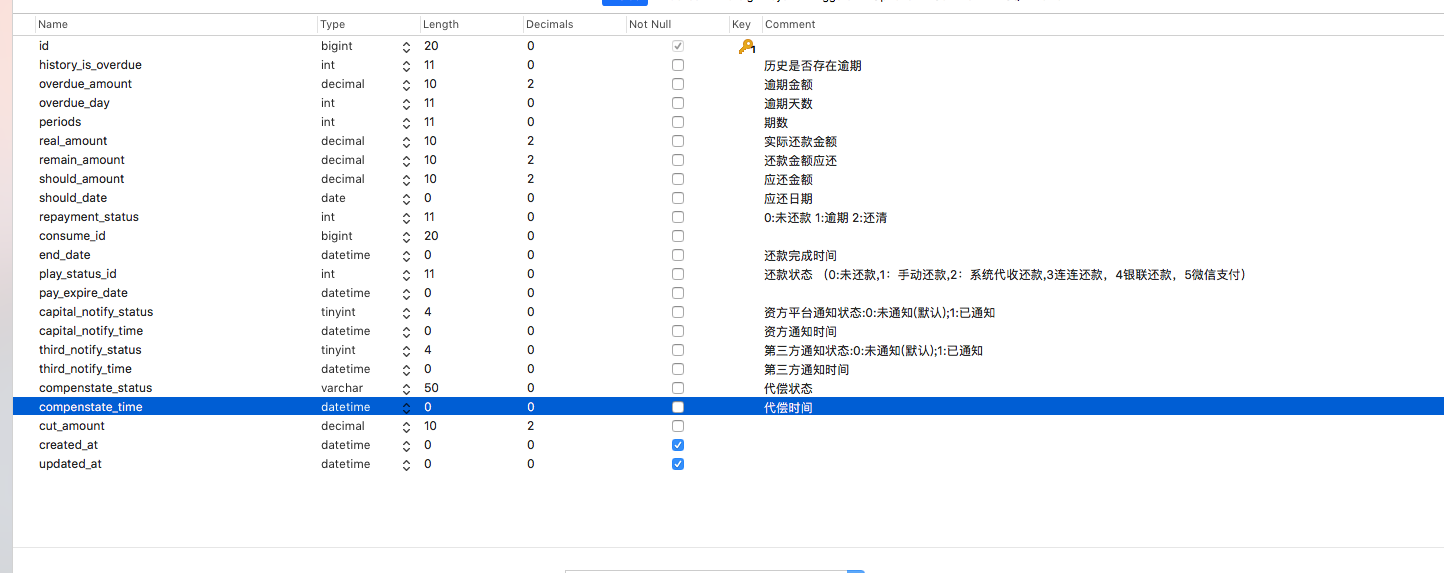 Name Type Length Decimals Not Null Key Comment
id bigint 20 0 1
history_is_overdue int 11 0 历史是否存在逾期
overdue_amount decimal 10 2 逾期金额
overdue_day int 11 0 逾期天数
periods int 11 0 期数
real_amount decimal 10 2 实际还款金额
remain_amount decimal 10 2 还款金额应还
should_amount decimal 10 2 应还金额
should_date date 0 0 应还日期
repayment_status int 11 0 0:未还款 1:逾期 2:还清
consume_id bigint 20 0
end_date datetime 0 0 还款完成时间
play_status_id int 11 0 还款状态 （0:未还款,1：手动还款,2：系统代收还款,3连连还款，4银联还款，5微信支付）
pay_expire_date datetime 0 0
capital_notify_status tinyint 4 0 资方平台通知状态:0:未通知(默认);1:已通知
capital_notify_time datetime 0 0 资方通知时间
third_notify_status tinyint 4 0 第三方通知状态:0:未通知(默认);1:已通知
third_notify_time datetime 0 0 第三方通知时间
compenstate_status varchar 50 0 代偿状态
compenstate_time datetime 0 0 代偿时间
cut_amount decimal 10 2
created_at datetime 0 0
updated_at datetime 0 0